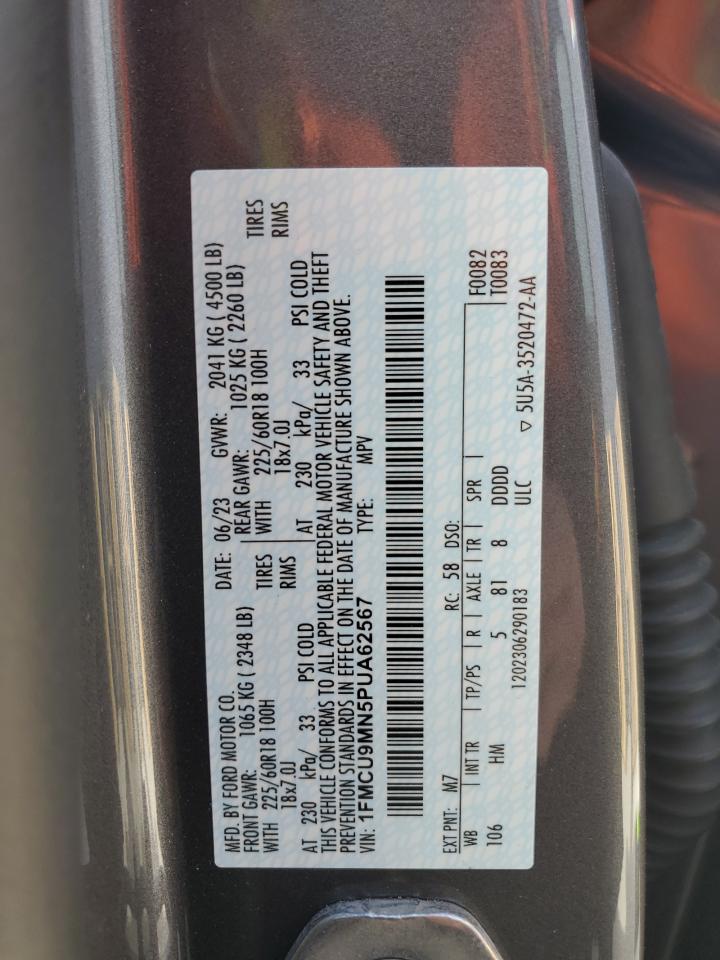 MFD. BY FORD MOTOR CO. DATE: 06/23 GVWR: 2041 KG ( 4500 LB)
FRONT GAWR: 1065 KG ( 2348 LB) REAR GAWR: 1025 KG ( 2260 LB)
WITH 225/60R18 100H TIRES WITH 225/60R18 100H TIRES
18x7.0J RIMS 18x7.0J RIMS
AT 230 kPa/ 33 PSI COLD AT 230 kPa/ 33 PSI COLD
THIS VEHICLE CONFORMS TO ALL APPLICABLE FEDERAL MOTOR VEHICLE SAFETY AND THEFT
PREVENTION STANDARDS IN EFFECT ON THE DATE OF MANUFACTURE SHOWN ABOVE.
VIN: 1FMCU9MN5PUA62567 TYPE: MPV
EXT PNT: M7 RC: 58 DSO:
WB INT TR TP/PS R AXLE TR SPR F0082
106 HM 5 81 8 DDDD T0083
1202306290183 ULC ▽ 5U5A-3520472-AA